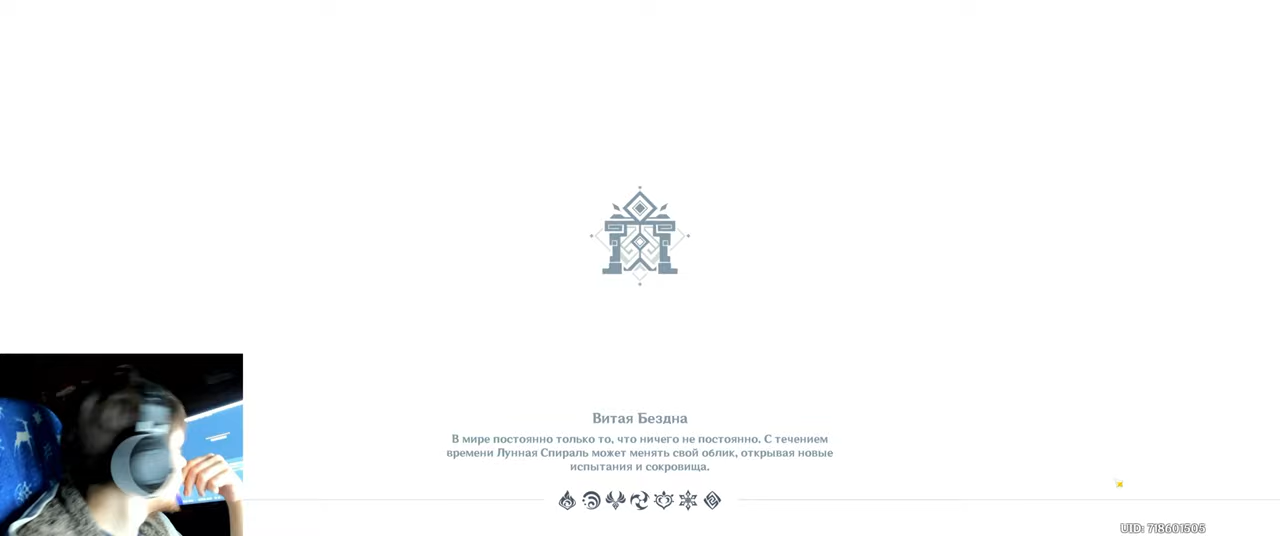 Витая Бездна
В мире постоянно только то, что ничего не постоянно. С течением
времени Лунная Спираль может менять свой облик, открывая новые
испытания и сокровища.
UID: 718601505